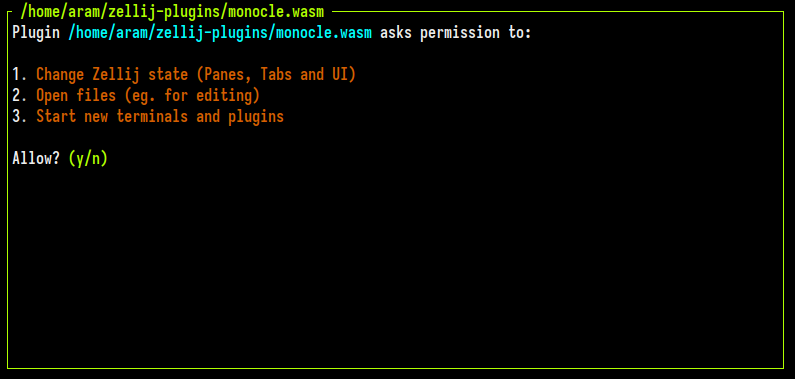 /home/aram/zellij-plugins/monocle.wasm
Plugin /home/aram/zellij-plugins/monocle.wasm asks permission to:
1. Change Zellij state (Panes, Tabs and UI)
2. Open files (eg. for editing)
3. Start new terminals and plugins
Allow? (y/n)